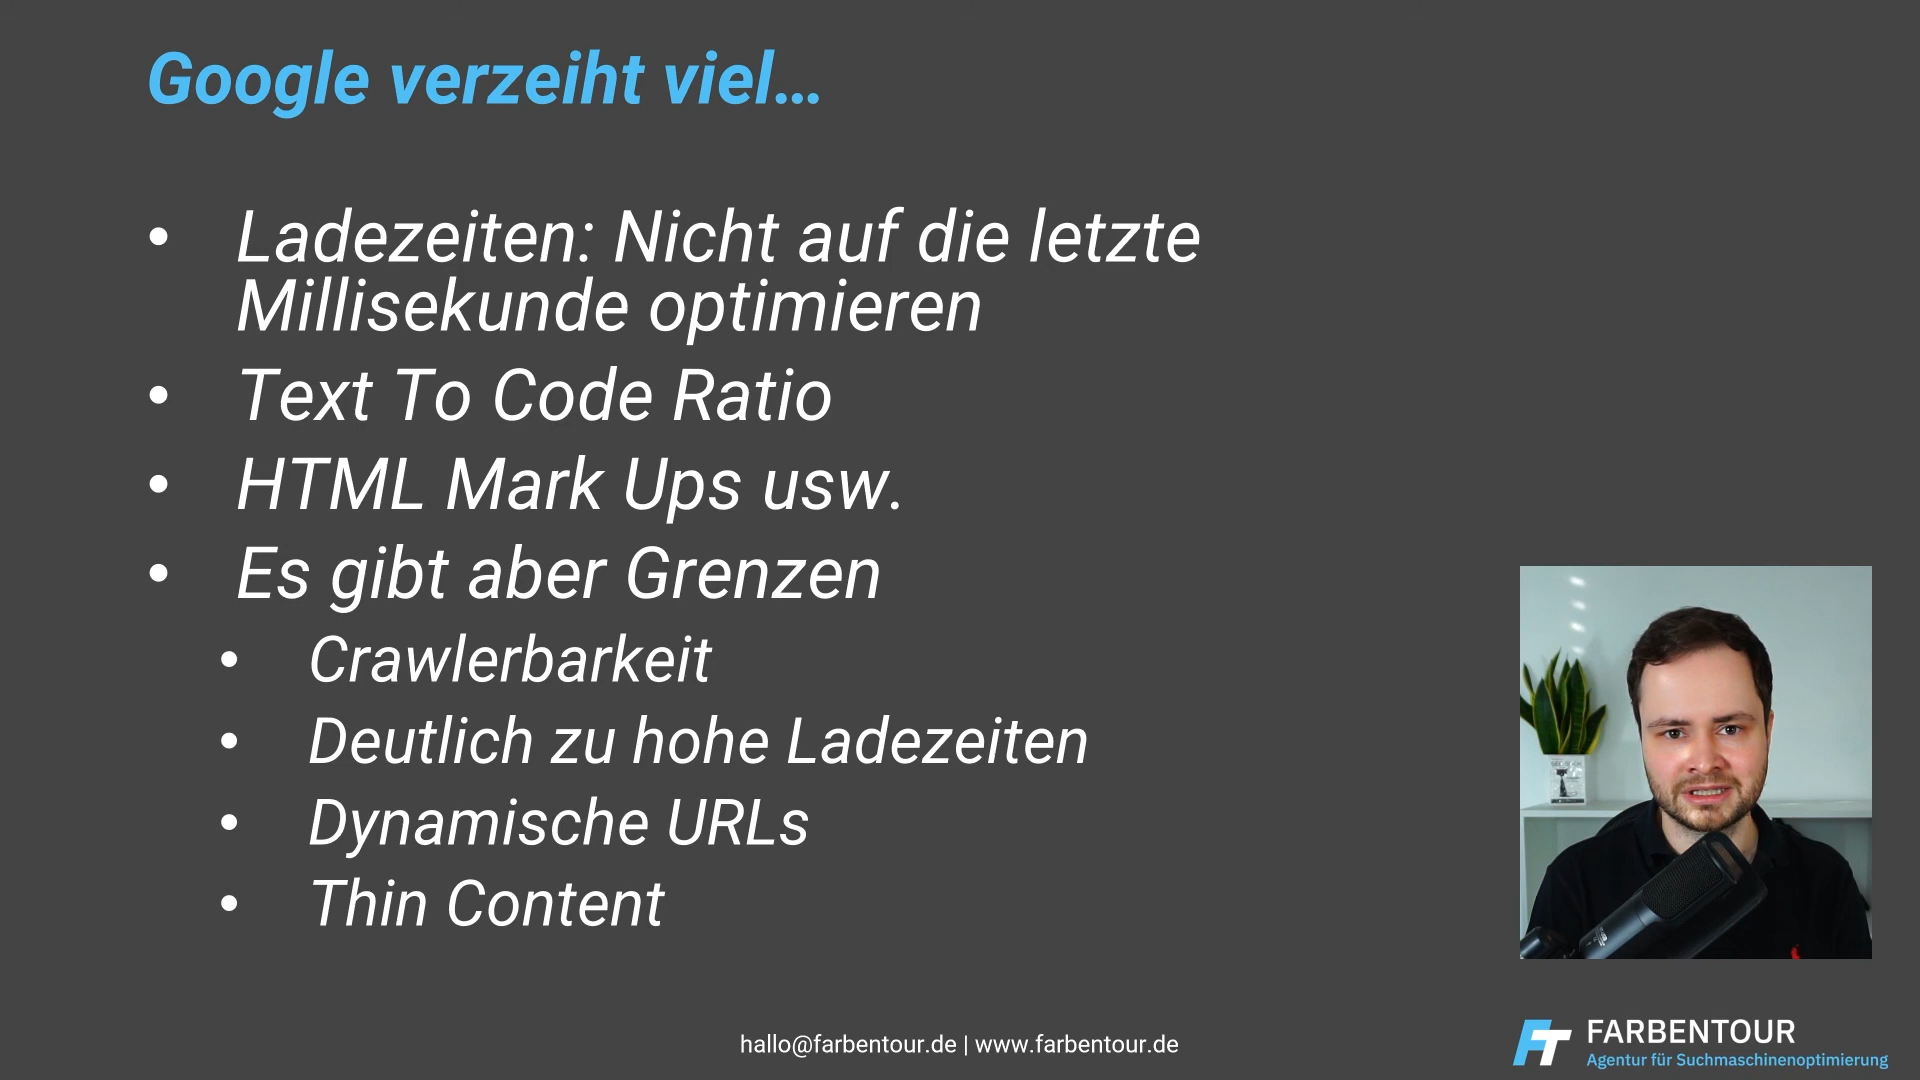 Google verzeiht viel…
• Ladezeiten: Nicht auf die letzte
Millisekunde optimieren
• Text To Code Ratio
• HTML Mark Ups usw.
• Es gibt aber Grenzen
• Crawlerbarkeit
• Deutlich zu hohe Ladezeiten
• Dynamische URLs
• Thin Content
hallo@farbentour.de | www.farbentour.de
FT FARBENTOUR
Agentur für Suchmaschinenoptimierung